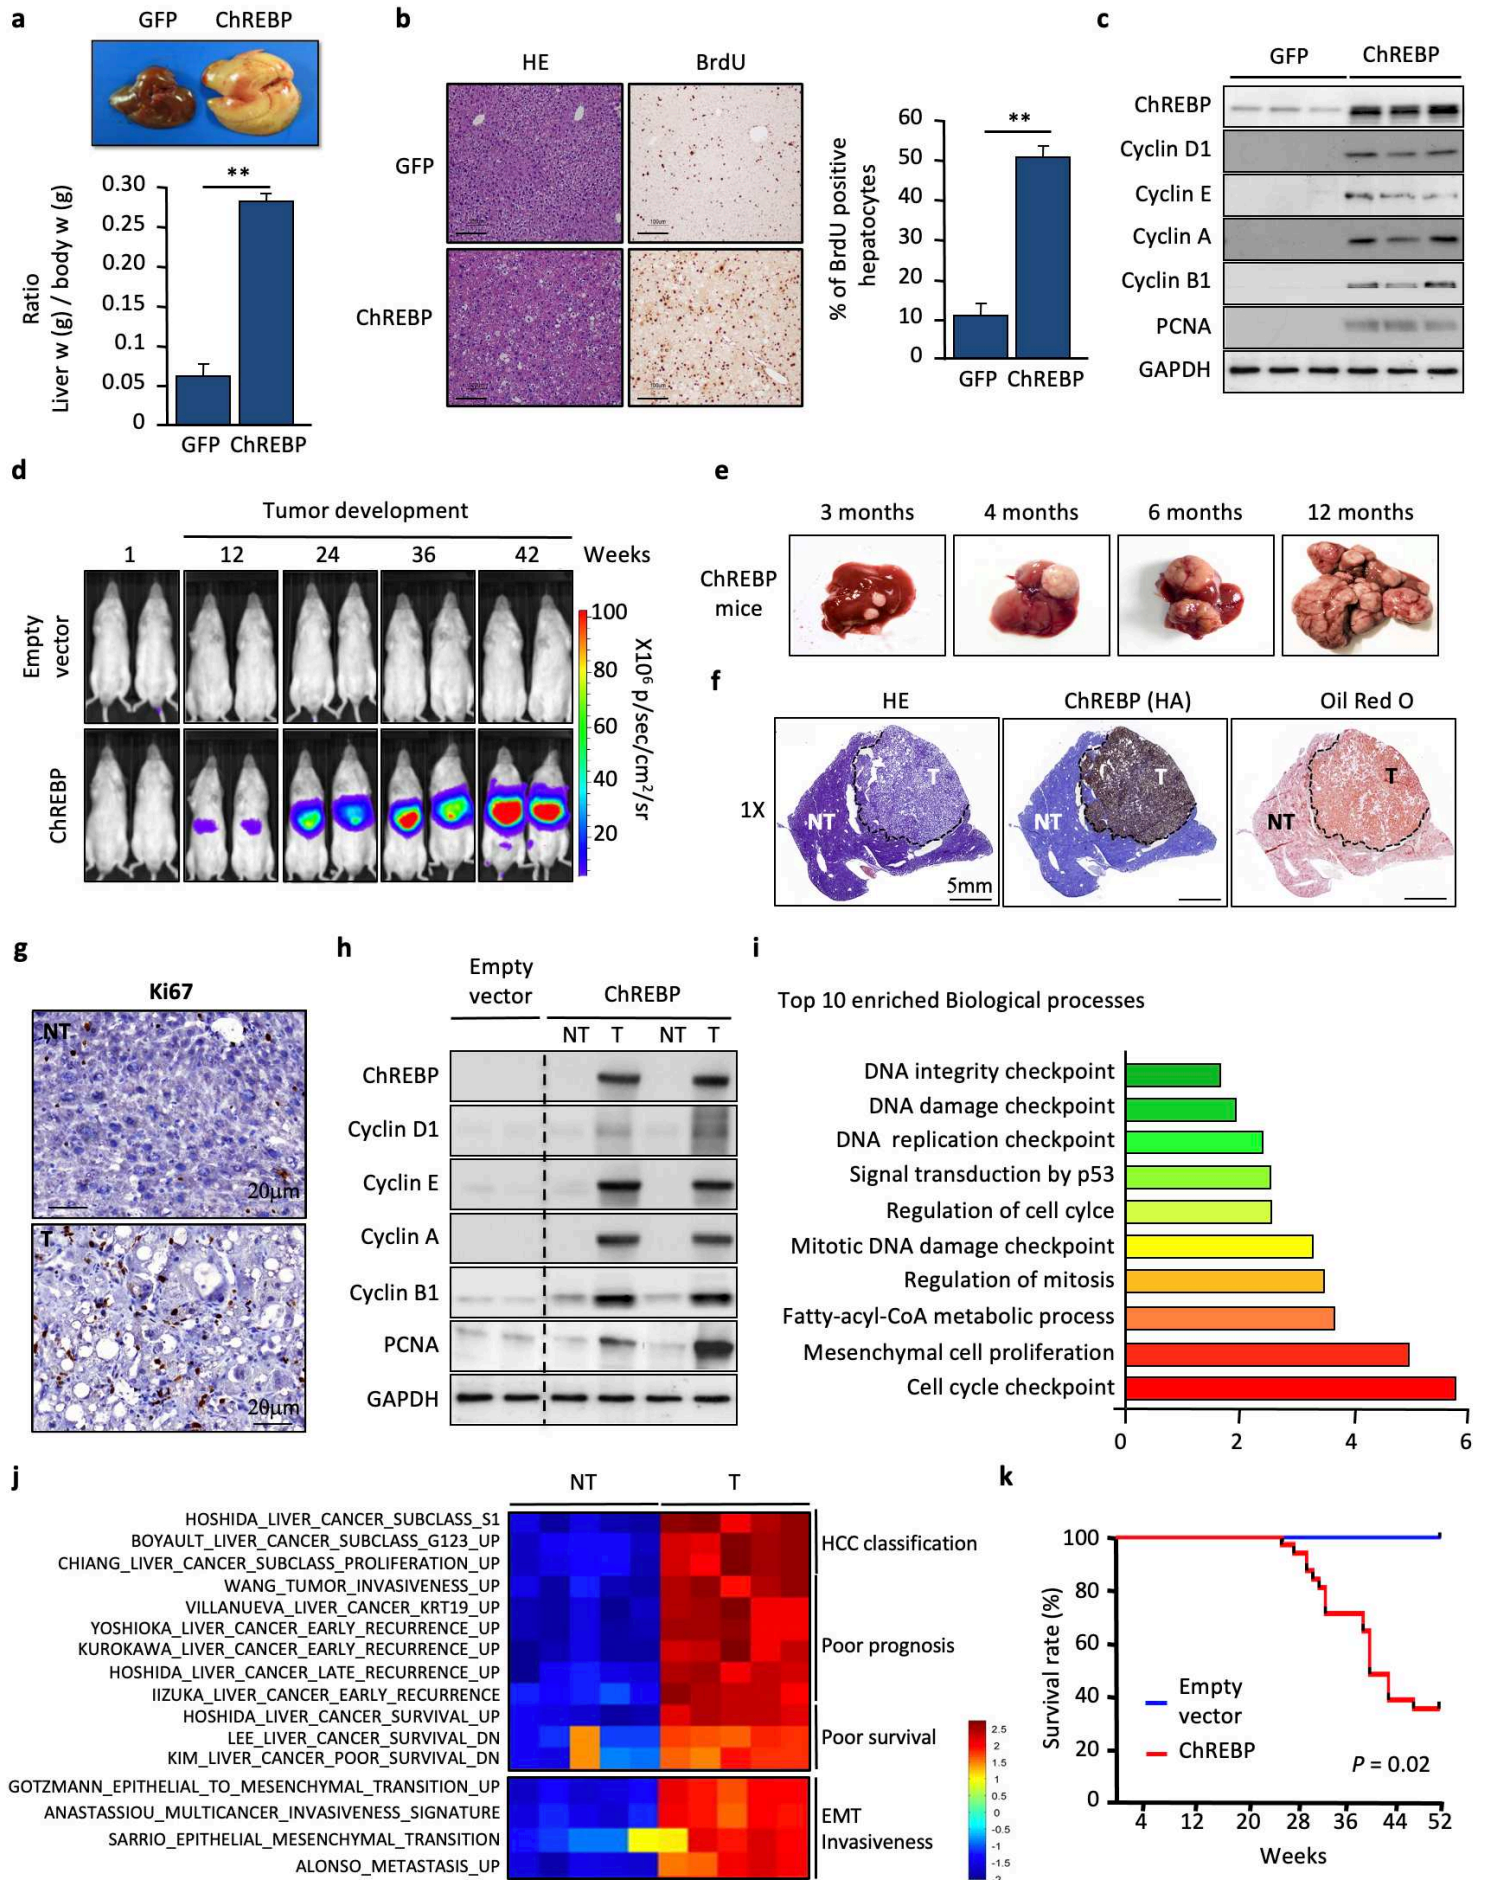 a
GFP ChREBP
Ratio
Liver w (g) / body w (g)
0.30
0.25
0.20
0.15
0.1
0.05
0
**
GFP ChREBP
b
HE BrdU
GFP
ChREBP
100um
100um
% of BrdU positive
hepatocytes
60
50
40
30
20
10
0
**
GFP ChREBP
c
GFP ChREBP
ChREBP
Cyclin D1
Cyclin E
Cyclin A
Cyclin B1
PCNA
GAPDH
d
Tumor development
1 12 24 36 42 Weeks
Empty
vector
ChREBP
100
80
60
40
20
X10⁶ p/sec/cm²/sr
e
3 months 4 months 6 months 12 months
ChREBP
mice
f
HE ChREBP (HA) Oil Red O
1X
NT T
5mm
NT T
NT T
g
Ki67
NT
20µm
T
20µm
h
Empty
vector
ChREBP
NT T NT T
ChREBP
Cyclin D1
Cyclin E
Cyclin A
Cyclin B1
PCNA
GAPDH
i
Top 10 enriched Biological processes
DNA integrity checkpoint
DNA damage checkpoint
DNA replication checkpoint
Signal transduction by p53
Regulation of cell cylce
Mitotic DNA damage checkpoint
Regulation of mitosis
Fatty-acyl-CoA metabolic process
Mesenchymal cell proliferation
Cell cycle checkpoint
0 2 4 6
j
NT T
HOSHIDA_LIVER_CANCER_SUBCLASS_S1
BOYAULT_LIVER_CANCER_SUBCLASS_G123_UP
CHIANG_LIVER_CANCER_SUBCLASS_PROLIFERATION_UP
WANG_TUMOR_INVASIVENESS_UP
VILLANUEVA_LIVER_CANCER_KRT19_UP
YOSHIOKA_LIVER_CANCER_EARLY_RECURRENCE_UP
KUROKAWA_LIVER_CANCER_EARLY_RECURRENCE_UP
HOSHIDA_LIVER_CANCER_LATE_RECURRENCE_UP
IIZUKA_LIVER_CANCER_EARLY_RECURRENCE
HOSHIDA_LIVER_CANCER_SURVIVAL_UP
LEE_LIVER_CANCER_SURVIVAL_DN
KIM_LIVER_CANCER_POOR_SURVIVAL_DN
GOTZMANN_EPITHELIAL_TO_MESENCHYMAL_TRANSITION_UP
ANASTASSIOU_MULTICANCER_INVASIVENESS_SIGNATURE
SARRIO_EPITHELIAL_MESENCHYMAL_TRANSITION
ALONSO_METASTASIS_UP
HCC classification
Poor prognosis
Poor survival
EMT
Invasiveness
2.5
2
1.5
1
0.5
0
-0.5
-1
-1.5
k
Survival rate (%)
100
80
60
40
20
0
Empty
vector
ChREBP
P = 0.02
4 12 20 28 36 44 52
Weeks